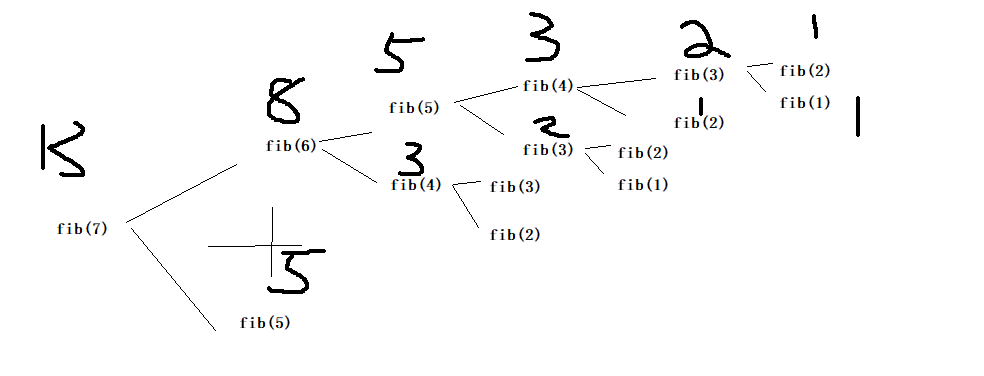 1
2
3
5
fib(3) fib(2)
fib(4)
8
fib(5) fib(1) 1
1
fib(2)
13
2
fib(6) fib(3) fib(2)
3
fib(4) fib(3) fib(1)
fib(7) fib(2)
+
5
fib(5)